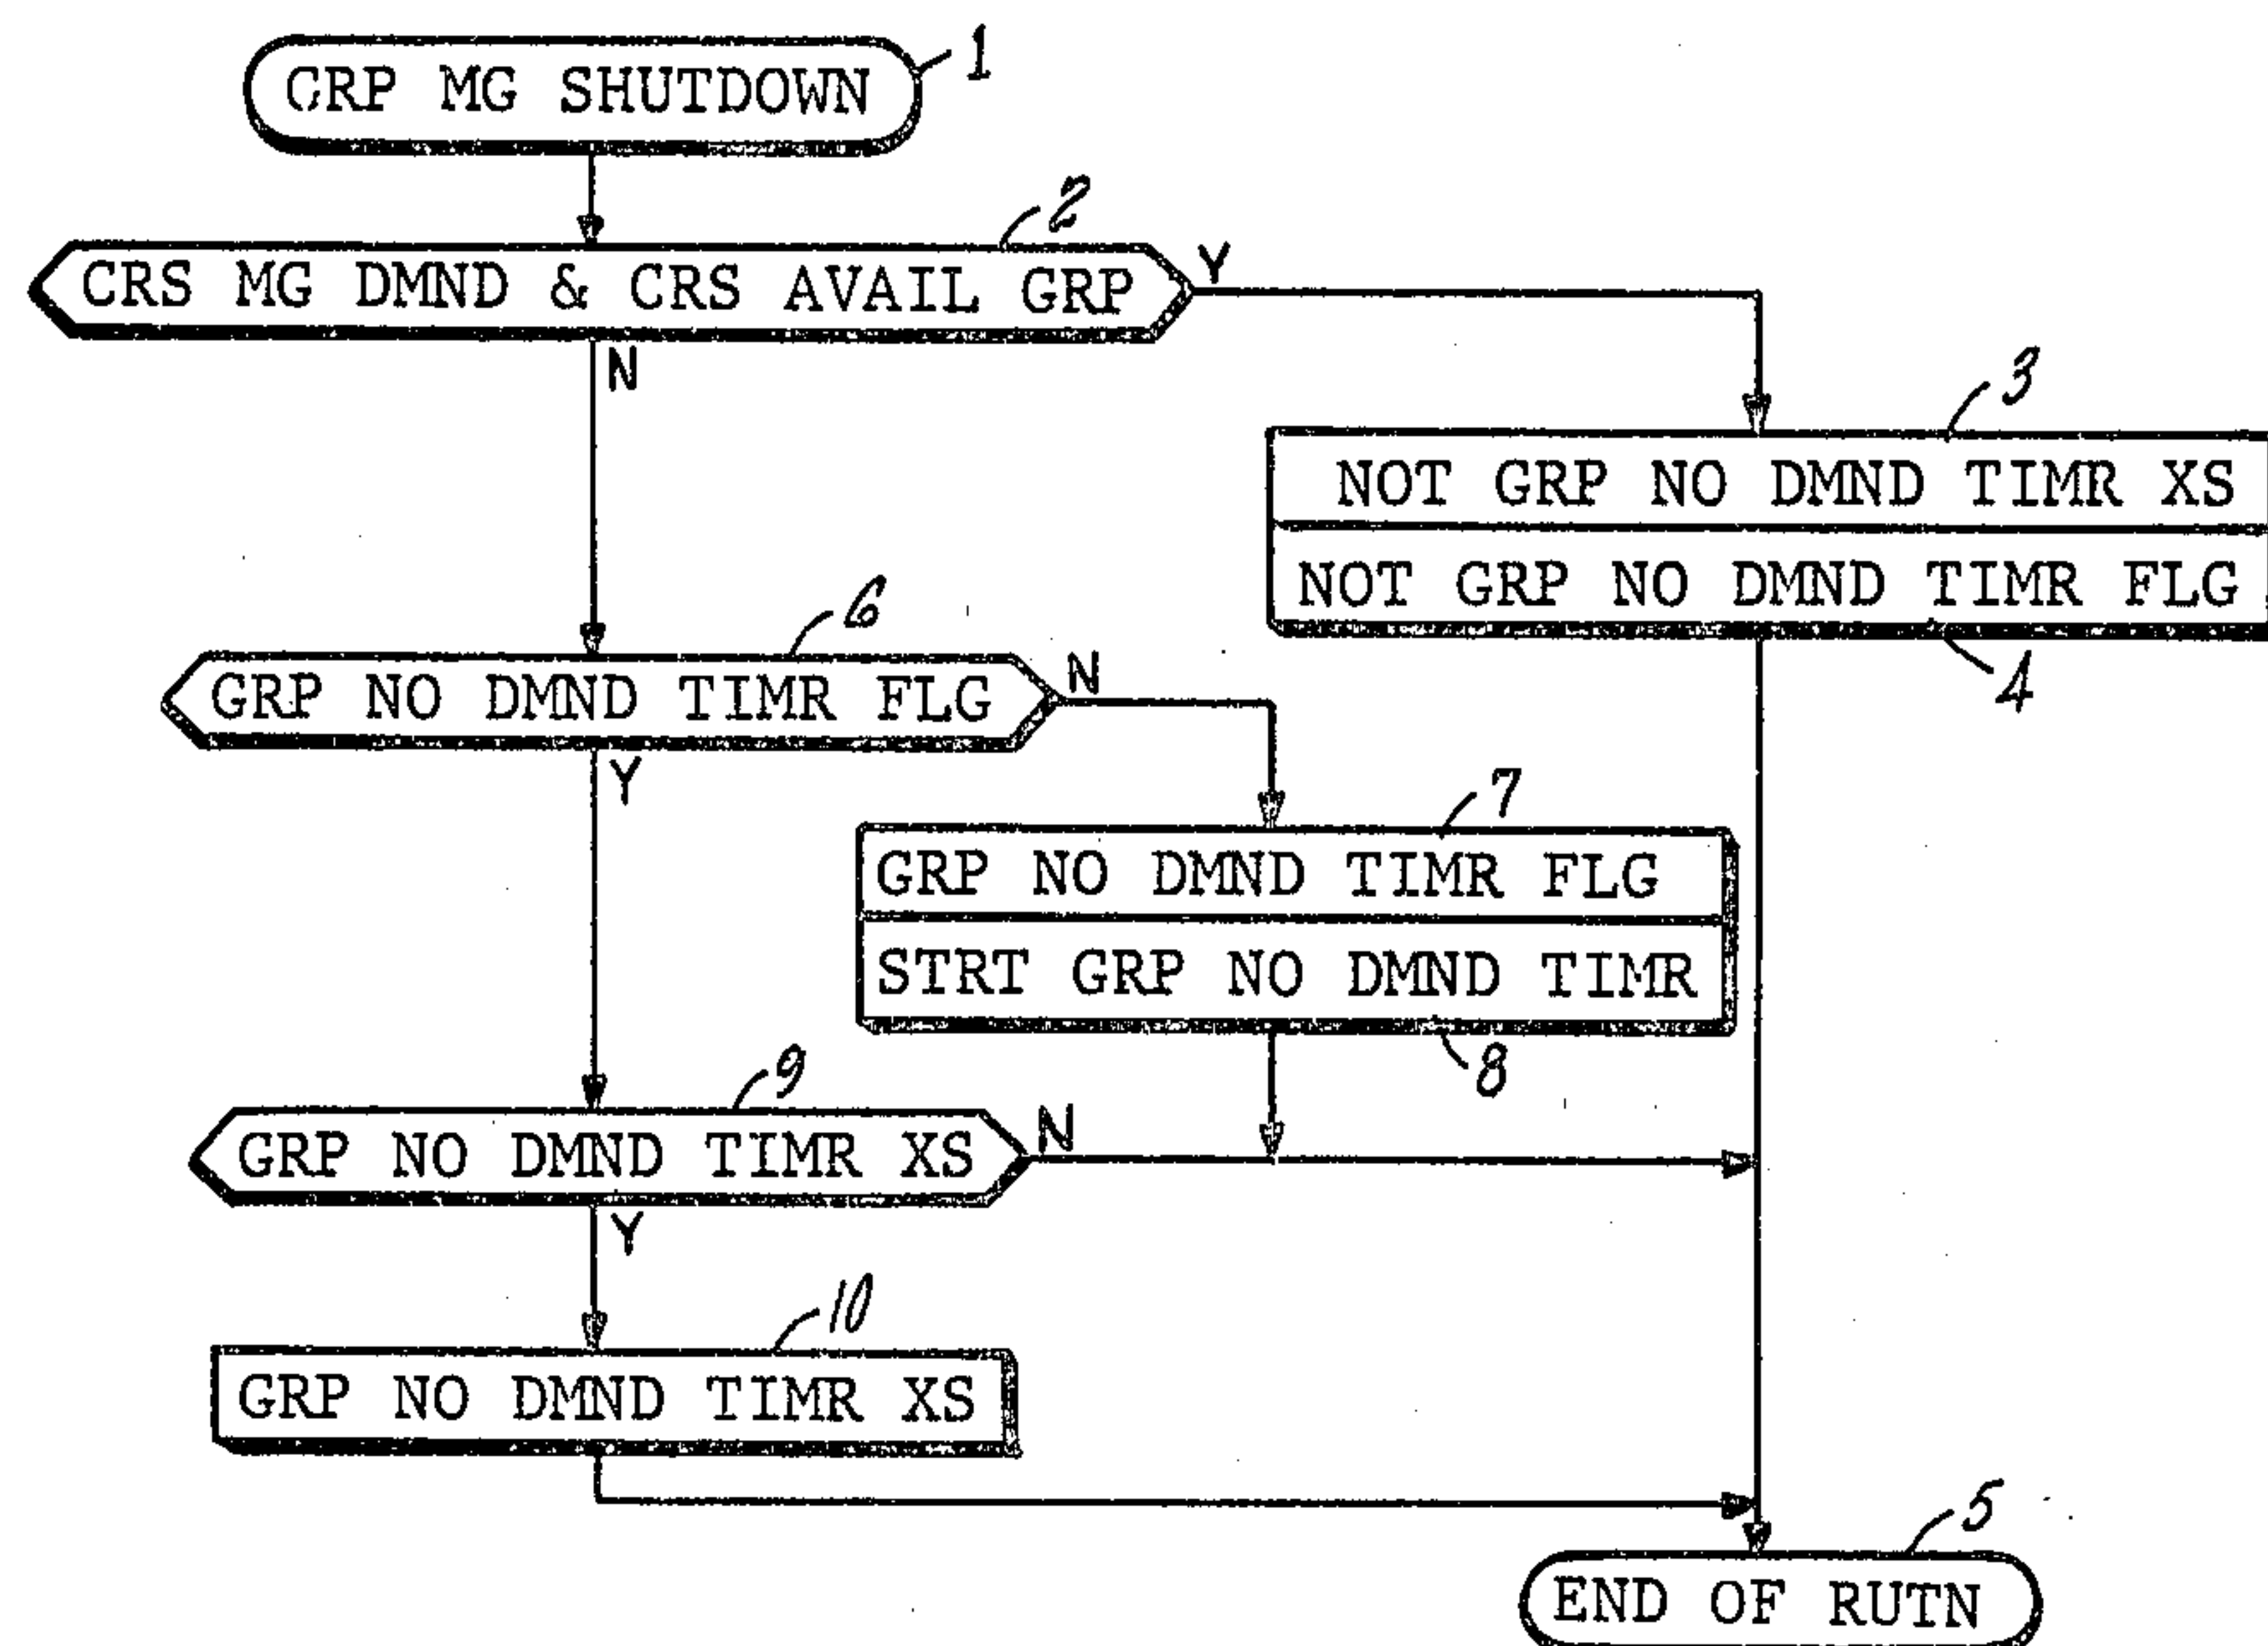 GRP MG SHUTDOWN
1
CRS MG DMND & CRS AVAIL GRP
2
Y
N
3
NOT GRP NO DMND TIMR XS
NOT GRP NO DMND TIMR FLG
4
6
GRP NO DMND TIMR FLG
N
Y
7
GRP NO DMND TIMR FLG
STRT GRP NO DMND TIMR
8
9
GRP NO DMND TIMR XS
N
Y
10
GRP NO DMND TIMR XS
5
END OF RUTN